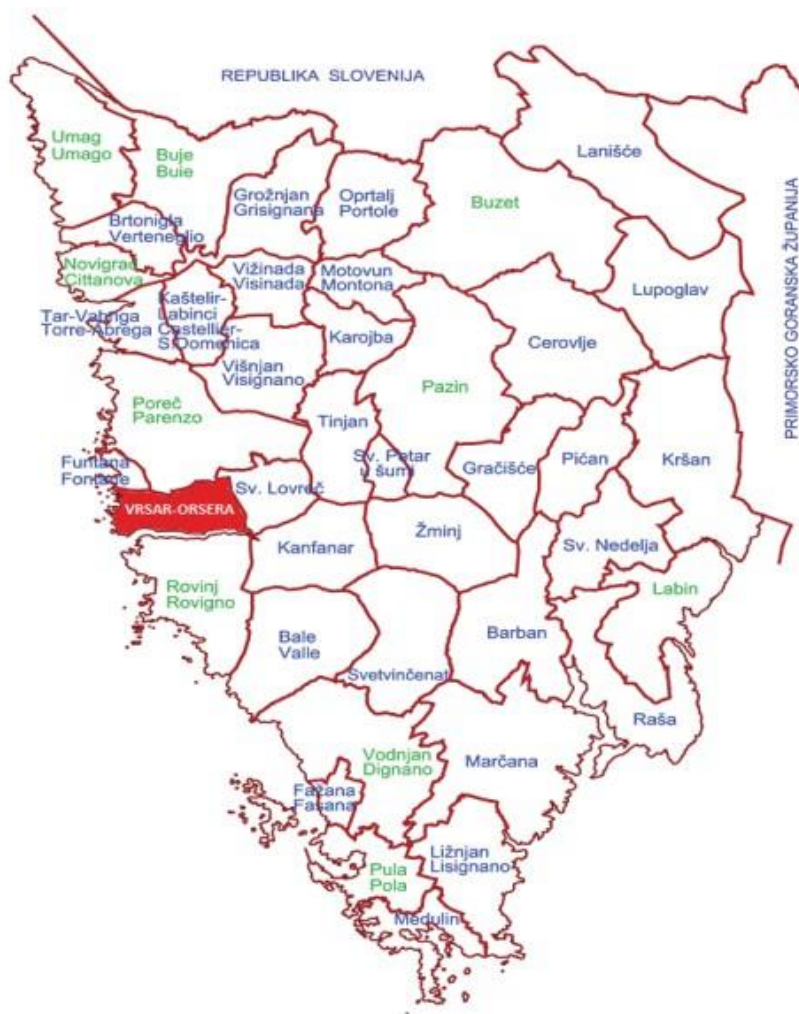 REPUBLIKA SLOVENIJA
PRIMORSKO GORANSKA ŽUPANIJA
Umag
Umago
Buje
Buie
Grožnjan
Grisignana
Oprtalj
Portole
Buzet
Lanišće
Brtonigla
Verteneglio
Novigrad
Cittanova
Vižinada
Visinada
Motovun
Montona
Lupoglav
Tar-Vabriga
Torre-Abrega
Kaštelir-
Labinci
Castellier-
S.Domenica
Karojba
Cerovlje
Višnjan
Visignano
Poreč
Parenzo
Tinjan
Pazin
Sv. Petar
u šumi
Gračišće
Pićan
Kršan
Funtana
Fontane
Sv. Lovreč
VRSAR-ORSERA
Kanfanar
Žminj
Sv. Nedelja
Rovinj
Rovigno
Labin
Bale
Valle
Svetvinčenat
Barban
Raša
Vodnjan
Dignano
Marčana
Fažana
Fasana
Ližnjan
Lisignano
Pula
Pola
Medulin